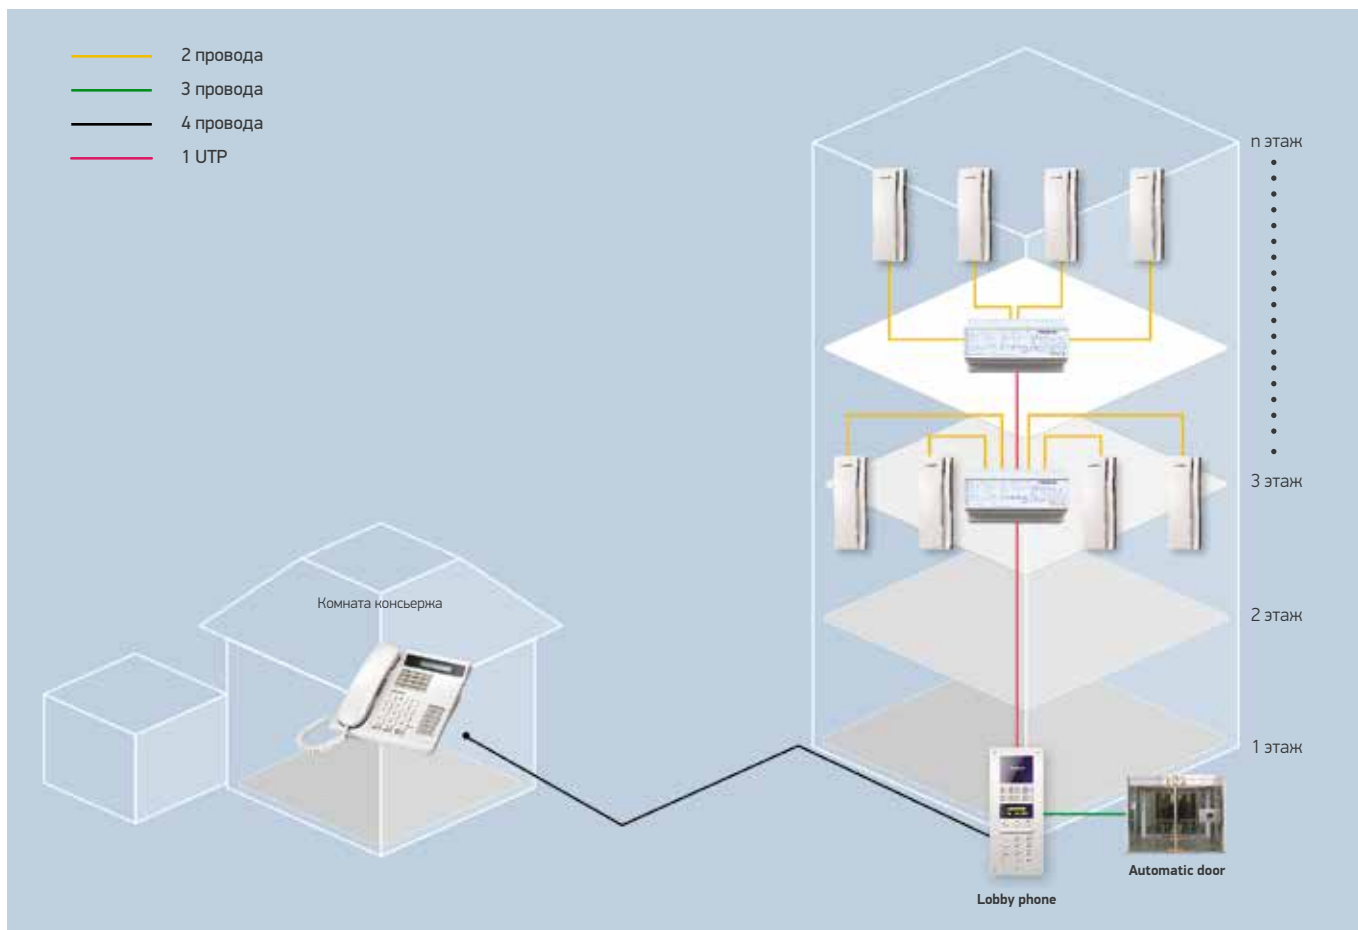 2 провода
3 провода
4 провода
1 UTP
n этаж
3 этаж
Комната консьержа
2 этаж
1 этаж
Automatic door
Lobby phone